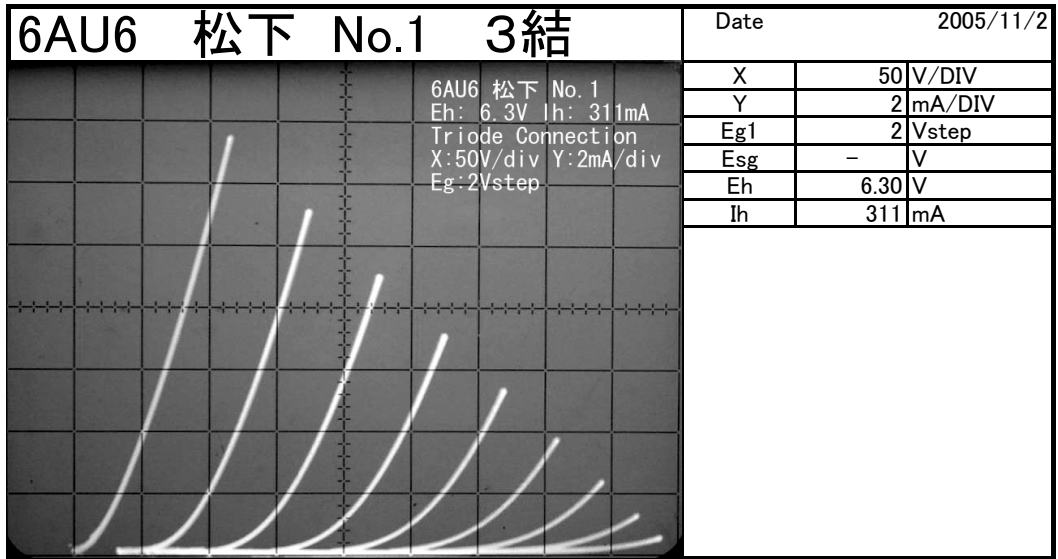 6AU6 松下 No.1 3結
Date 2005/11/2
X 50 V/DIV
Y 2 mA/DIV
Eg1 2 Vstep
Esg - V
Eh 6.30 V
Ih 311 mA
6AU6 松下 No.1
Eh: 6.3V Ih: 311mA
Triode Connection
X:50V/div Y:2mA/div
Eg:2Vstep